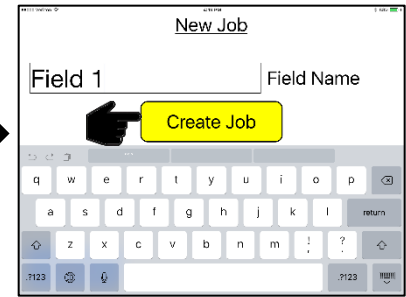 New Job
Field 1 Field Name
Create Job
q w e r t y u i o p
a s d f g h j k l return
z x c v b n m ! , ? .
.?123 .?123